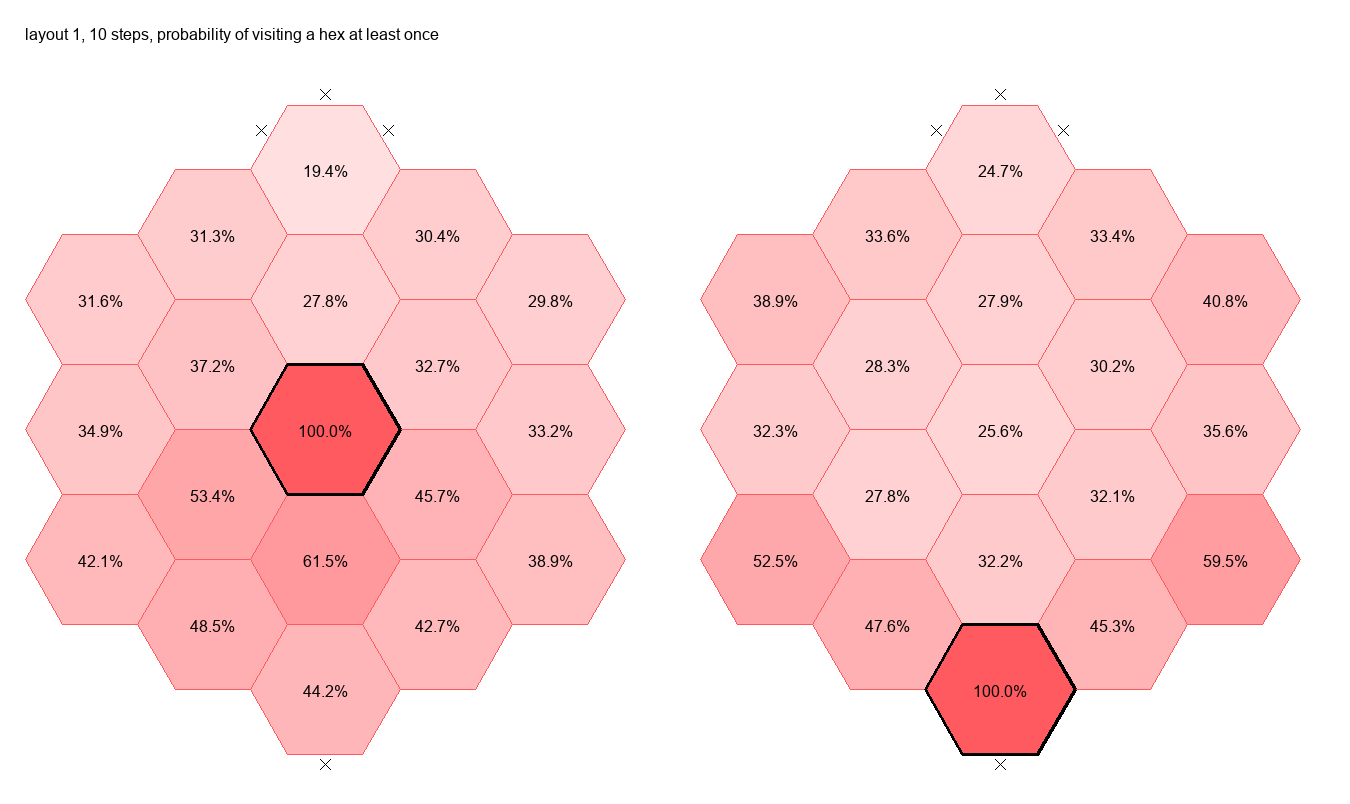 layout 1, 10 steps, probability of visiting a hex at least once
19.4% 24.7%
31.3% 30.4% 33.6% 33.4%
31.6% 27.8% 29.8% 38.9% 27.9% 40.8%
37.2% 32.7% 28.3% 30.2%
34.9% 100.0% 33.2% 32.3% 25.6% 35.6%
53.4% 45.7% 27.8% 32.1%
42.1% 61.5% 38.9% 52.5% 32.2% 59.5%
48.5% 42.7% 47.6% 45.3%
44.2% 100.0%